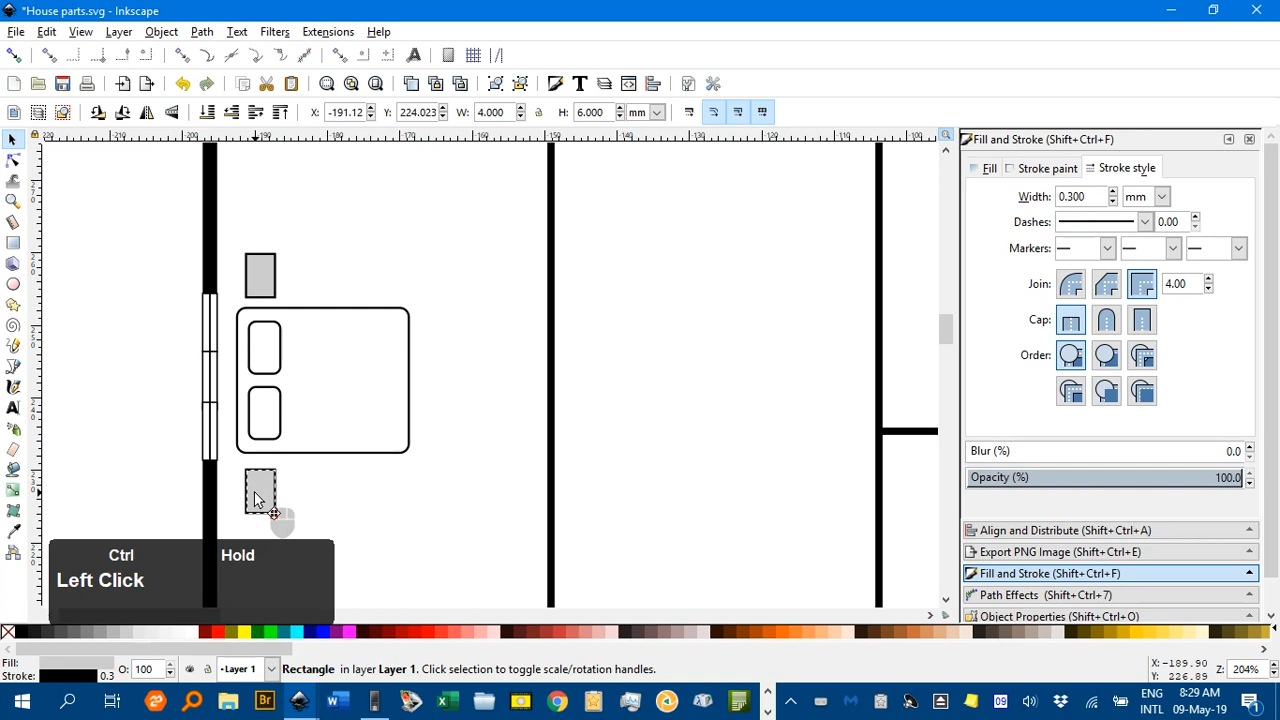 *House parts.svg - Inkscape
File Edit View Layer Object Path Text Filters Extensions Help
X: -191.12 Y: 224.023 W: 4.000 H: 6.000 mm
Fill and Stroke (Shift+Ctrl+F)
Fill Stroke paint Stroke style
Width: 0.300 mm
Dashes: 0.00
Markers:
Join: 4.00
Cap:
Order:
Blur (%) 0.0
Opacity (%) 100.0
Align and Distribute (Shift+Ctrl+A)
Export PNG Image (Shift+Ctrl+E)
Fill and Stroke (Shift+Ctrl+F)
Path Effects (Shift+Ctrl+7)
Object Properties (Shift+Ctrl+O)
Ctrl Hold
Left Click
Fill:
Stroke: 0.3
O: 100
Layer 1
Rectangle in layer Layer 1. Click selection to toggle scale/rotation handles.
X: -189.90
Y: 226.89
Z: 204%
ENG
INTL
8:29 AM
09-May-19